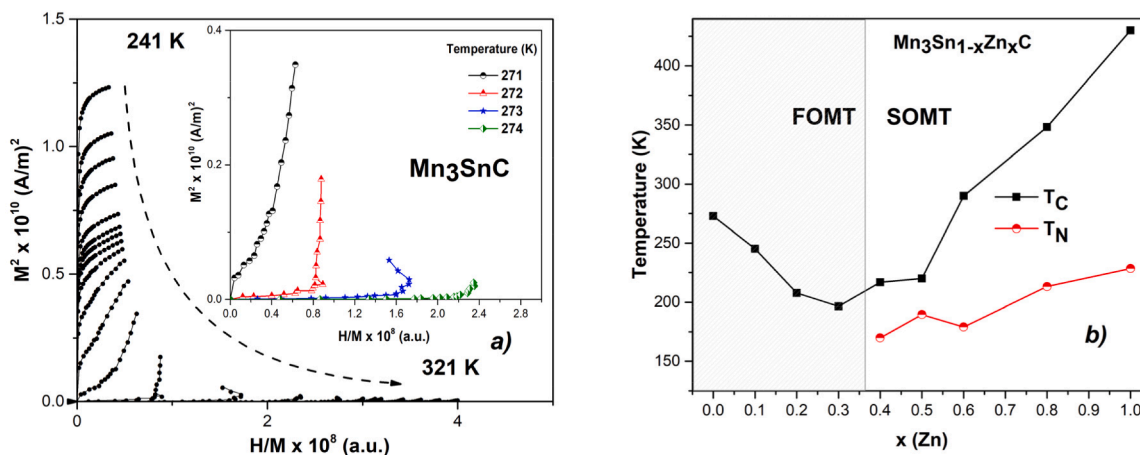 1.5
1.0
0.5
0.0
M² x 10¹⁰ (A/m)²
0
2
4
H/M x 10⁸ (a.u.)
241 K
321 K
0.4
0.2
0.0
M² x 10¹⁰ (A/m)²
0.0
0.4
0.8
1.2
1.6
2.0
2.4
2.8
H/M x 10⁸ (a.u.)
Temperature (K)
271
272
273
274
Mn₃SnC
a)
400
350
300
250
200
150
Temperature (K)
0.0
0.1
0.2
0.3
0.4
0.5
0.6
0.8
1.0
x (Zn)
Mn₃Sn₁₋ₓZnₓC
FOMT
SOMT
T_C
T_N
b)